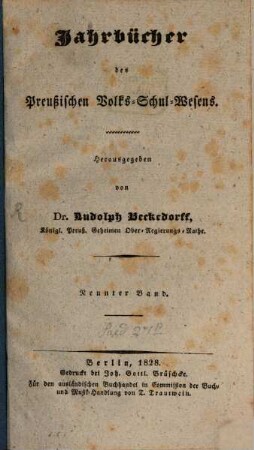 Jahrbücher
des
Preußischen Volks-Schul-Wesens.
Herausgegeben
von
Dr. Ludolph Beckedorff,
Königl. Preuß. Geheimen Ober-Regierungs-Rathe.
Neunter Band.
Berlin, 1828.
Gedruckt bei Joh. Gottl. Brüschcke.
Für den ausländischen Buchhandel in Commission der Buch-
und Musik-Handlung von T. Trautwein.